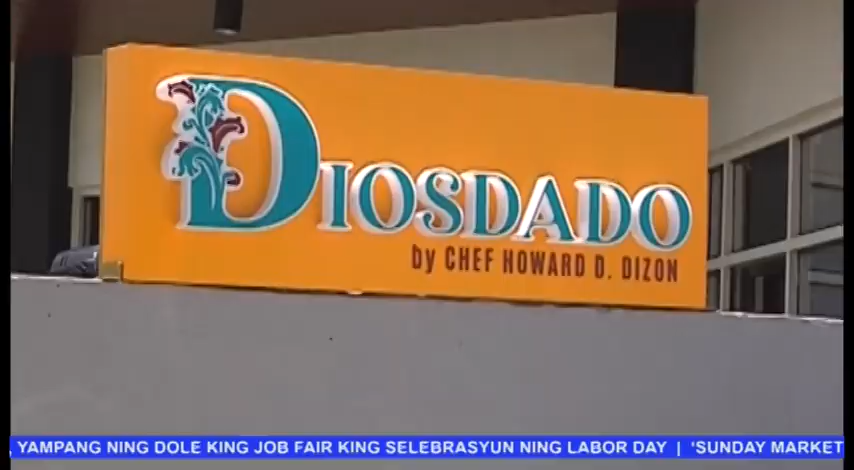 DIOSDADO
by CHEF HOWARD D. DIZON
, YAMPANG NING DOLE KING JOB FAIR KING SELEBRASYUN NING LABOR DAY | ‘SUNDAY MARKET